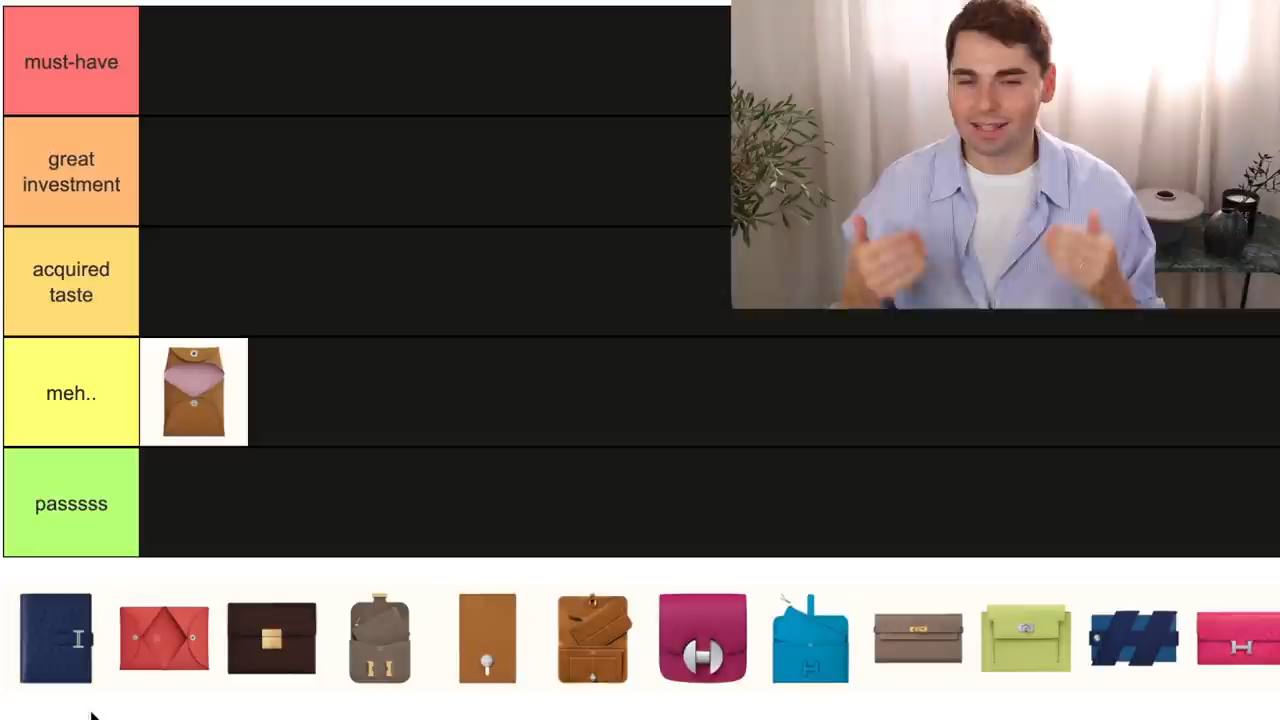 must-have
great
investment
acquired
taste
meh..
passsss